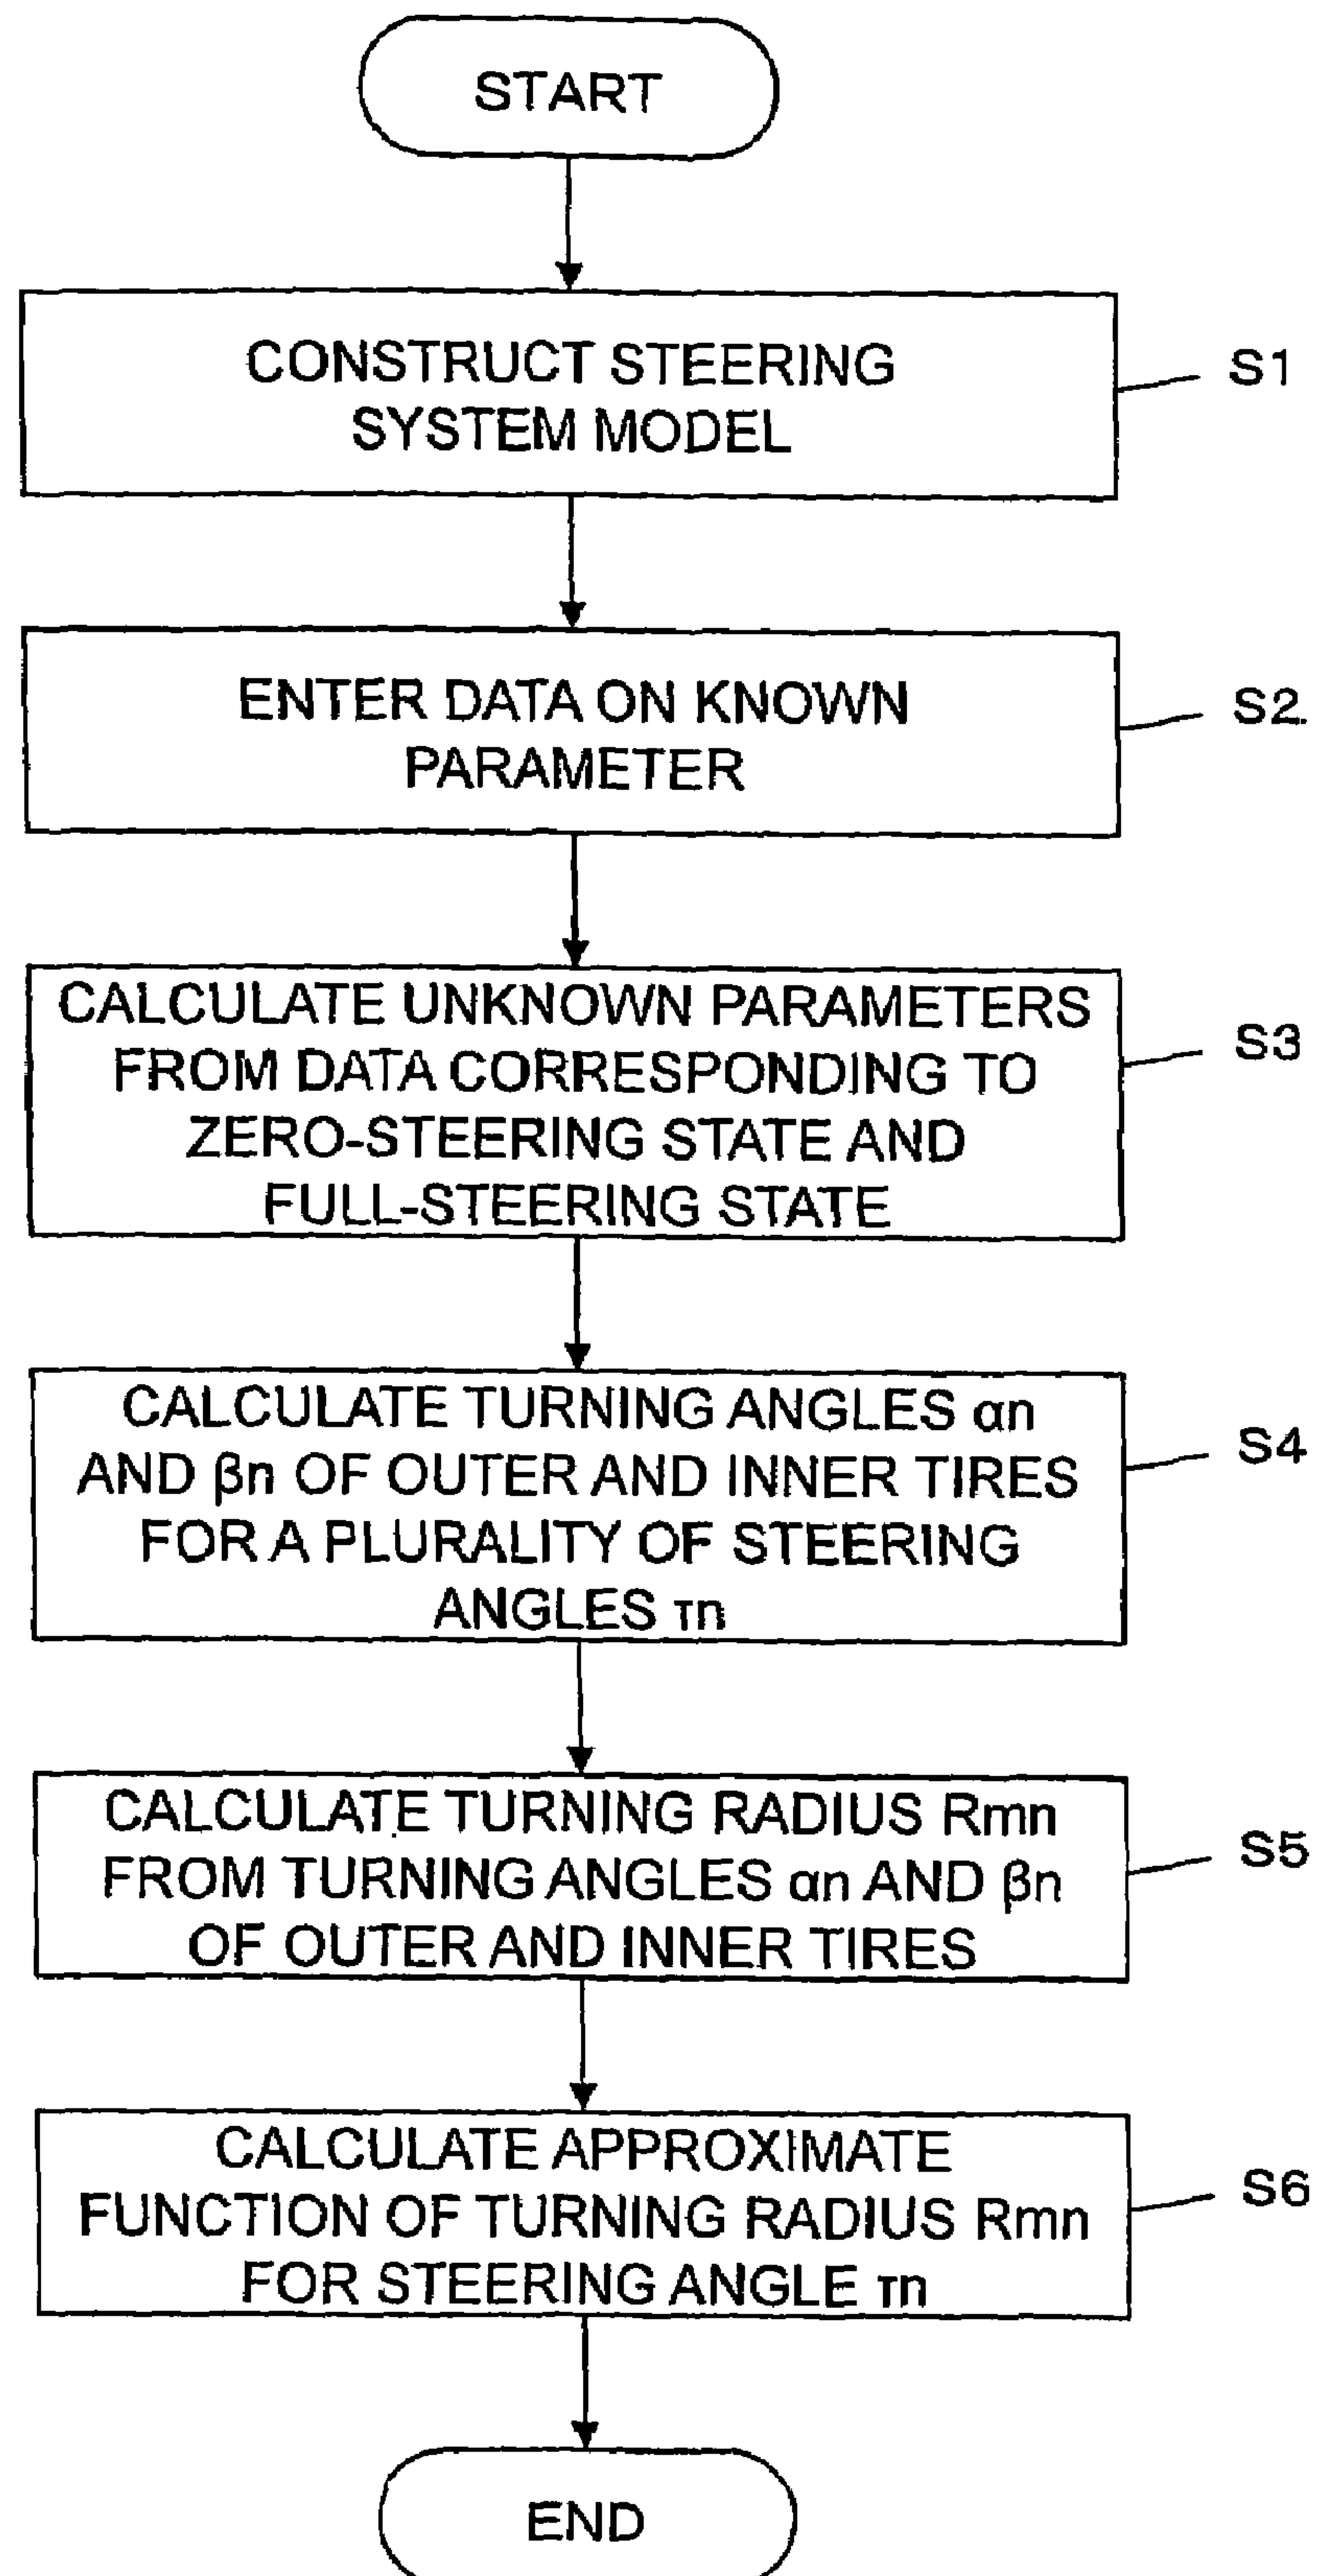 START
CONSTRUCT STEERING
SYSTEM MODEL
S1
ENTER DATA ON KNOWN
PARAMETER
S2
CALCULATE UNKNOWN PARAMETERS
FROM DATA CORRESPONDING TO
ZERO-STEERING STATE AND
FULL-STEERING STATE
S3
CALCULATE TURNING ANGLES αn
AND βn OF OUTER AND INNER TIRES
FOR A PLURALITY OF STEERING
ANGLES τn
S4
CALCULATE TURNING RADIUS Rmn
FROM TURNING ANGLES αn AND βn
OF OUTER AND INNER TIRES
S5
CALCULATE APPROXIMATE
FUNCTION OF TURNING RADIUS Rmn
FOR STEERING ANGLE τn
S6
END